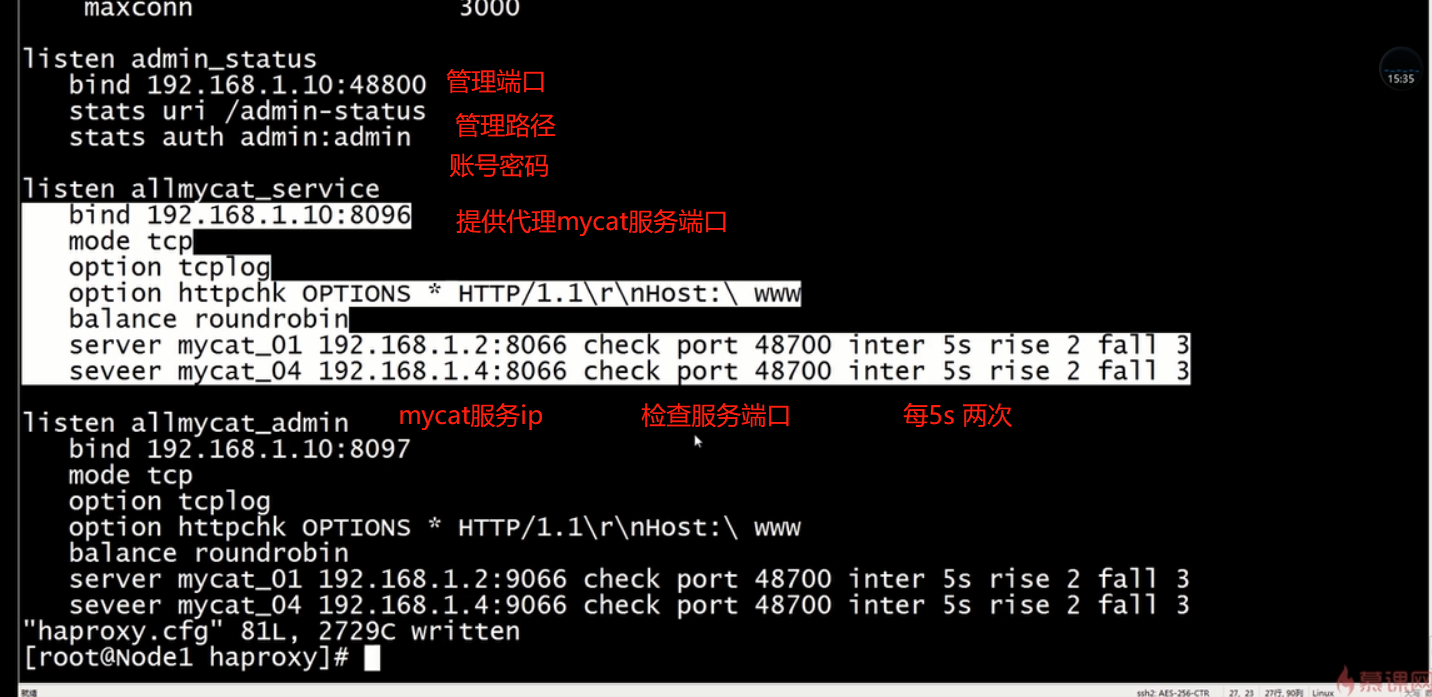 maxconn 3000
listen admin_status
bind 192.168.1.10:48800 管理端口
stats uri /admin-status
管理路径
stats auth admin:admin
账号密码
listen allmycat_service
bind 192.168.1.10:8096 提供代理mycat服务端口
mode tcp
option tcplog
option httpchk OPTIONS * HTTP/1.1\r\nHost:\ www
balance roundrobin
server mycat_01 192.168.1.2:8066 check port 48700 inter 5s rise 2 fall 3
seveer mycat_04 192.168.1.4:8066 check port 48700 inter 5s rise 2 fall 3
mycat服务ip 检查服务端口 每5s 两次
listen allmycat_admin
bind 192.168.1.10:8097
mode tcp
option tcplog
option httpchk OPTIONS * HTTP/1.1\r\nHost:\ www
balance roundrobin
server mycat_01 192.168.1.2:9066 check port 48700 inter 5s rise 2 fall 3
seveer mycat_04 192.168.1.4:9066 check port 48700 inter 5s rise 2 fall 3
"haproxy.cfg" 81L, 2729C written
[root@Node1 haproxy]#
15:35
就绪 ssh2: AES-256-CTR 27, 23 27行, 90列 Linux
慕课网